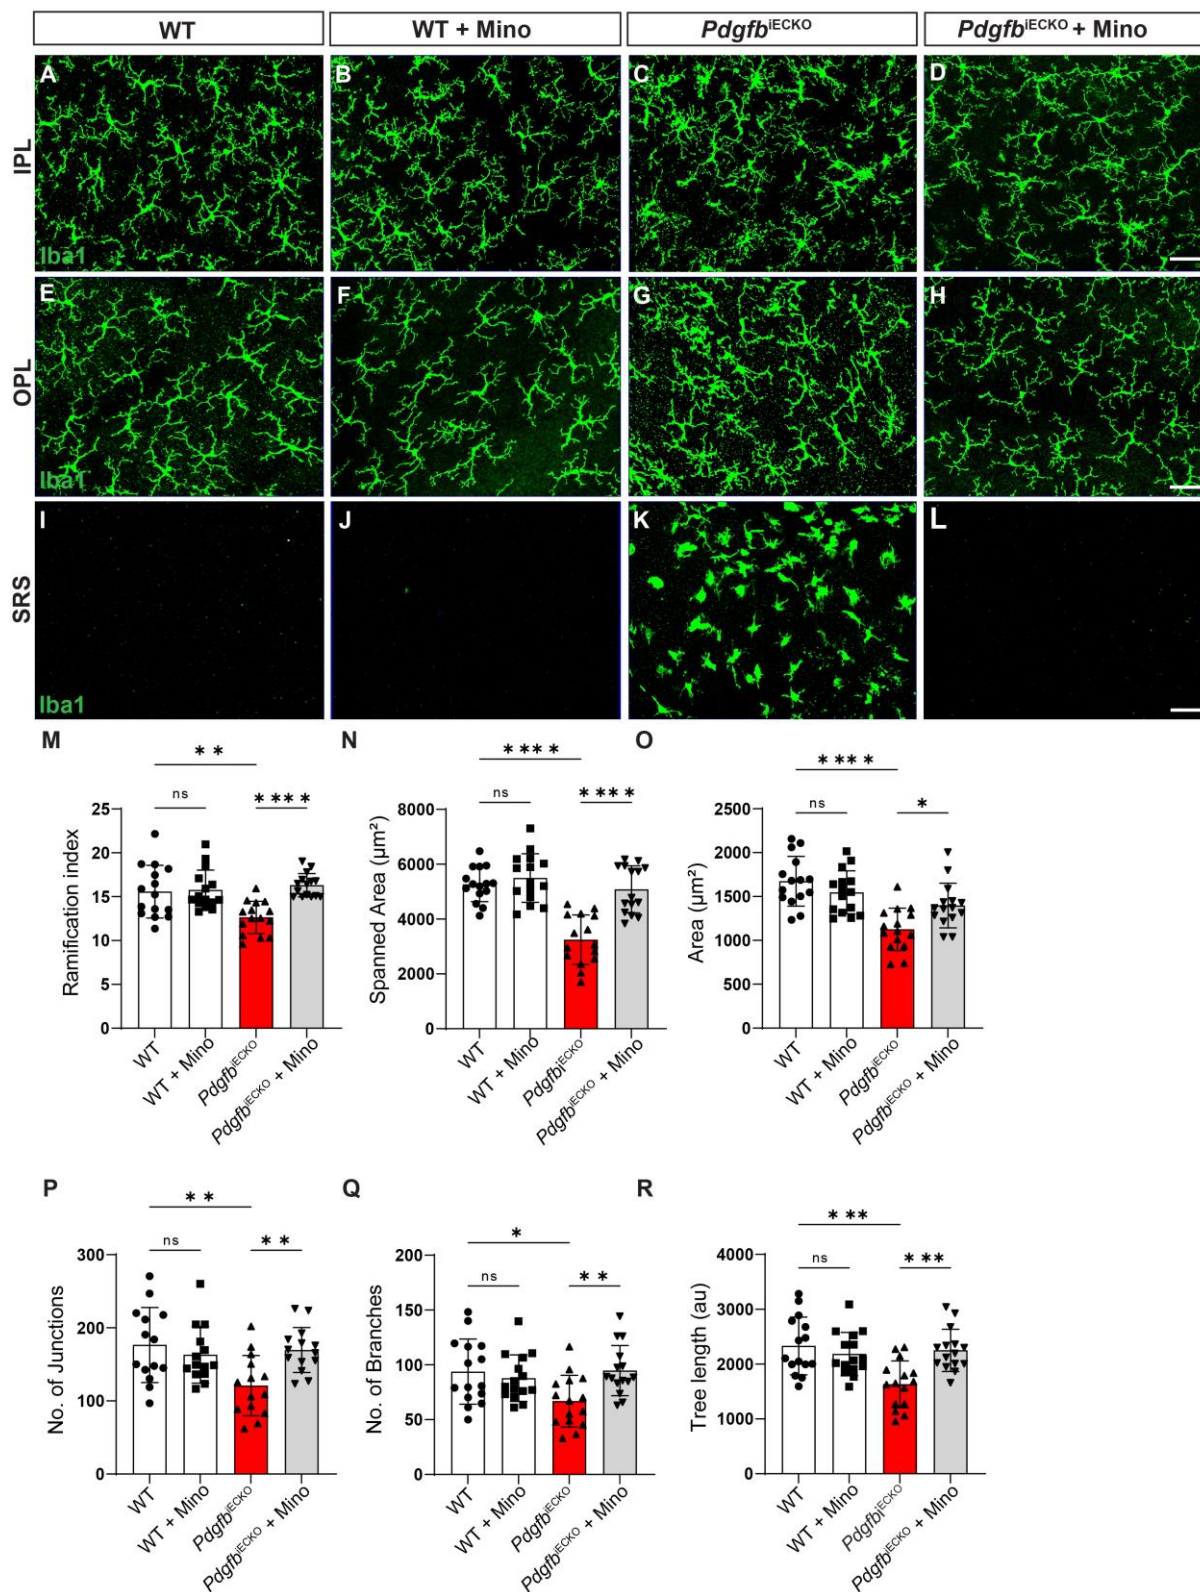 WT WT + Mino Pdgfb^iECKO Pdgfb^iECKO + Mino
A B C D
IPL
Iba1
E F G H
OPL
Iba1
I J K L
SRS
Iba1
M N O
** **** ****
ns **** ns **** ns *
Ramification index
25
20
15
10
5
0
WT
WT + Mino
Pdgfb^iECKO
Pdgfb^iECKO + Mino
Spanned Area (µm²)
8000
6000
4000
2000
0
WT
WT + Mino
Pdgfb^iECKO
Pdgfb^iECKO + Mino
Area (µm²)
2500
2000
1500
1000
500
0
WT
WT + Mino
Pdgfb^iECKO
Pdgfb^iECKO + Mino
P Q R
** * ***
ns ** ns ** ns ***
No. of Junctions
300
200
100
0
WT
WT + Mino
Pdgfb^iECKO
Pdgfb^iECKO + Mino
No. of Branches
200
150
100
50
0
WT
WT + Mino
Pdgfb^iECKO
Pdgfb^iECKO + Mino
Tree length (au)
4000
3000
2000
1000
0
WT
WT + Mino
Pdgfb^iECKO
Pdgfb^iECKO + Mino